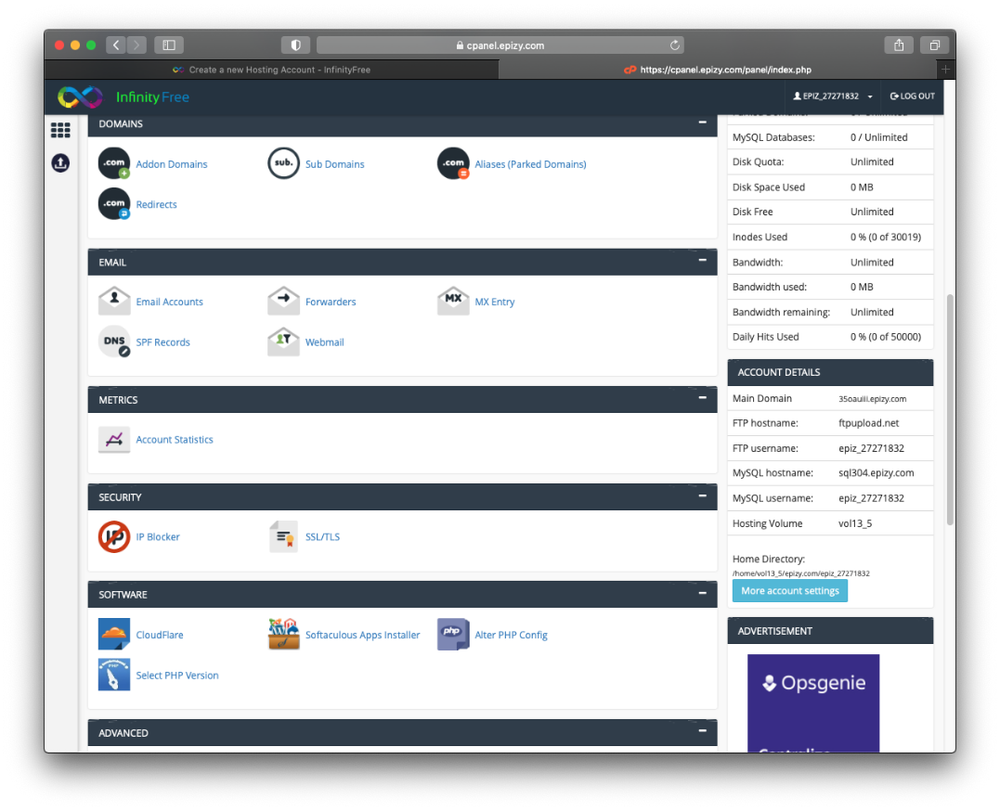 cpanel.epizy.com
Create a new Hosting Account - InfinityFree
https://cpanel.epizy.com/panel/index.php
InfinityFree
EPIZ_27271832
LOG OUT
DOMAINS
.com Addon Domains
sub. Sub Domains
.com Aliases (Parked Domains)
.com Redirects
EMAIL
Email Accounts
Forwarders
MX MX Entry
DNS SPF Records
Webmail
METRICS
Account Statistics
SECURITY
IP IP Blocker
SSL/TLS
SOFTWARE
CloudFlare
Softaculous Apps Installer
php Alter PHP Config
PHP Select PHP Version
ADVANCED
MySQL Databases: 0 / Unlimited
Disk Quota: Unlimited
Disk Space Used 0 MB
Disk Free Unlimited
Inodes Used 0 % (0 of 30019)
Bandwidth: Unlimited
Bandwidth used: 0 MB
Bandwidth remaining: Unlimited
Daily Hits Used 0 % (0 of 50000)
ACCOUNT DETAILS
Main Domain 35oauiii.epizy.com
FTP hostname: ftpupload.net
FTP username: epiz_27271832
MySQL hostname: sql304.epizy.com
MySQL username: epiz_27271832
Hosting Volume vol13_5
Home Directory:
/home/vol13_5/epizy.com/epiz_27271832
More account settings
ADVERTISEMENT
Opsgenie